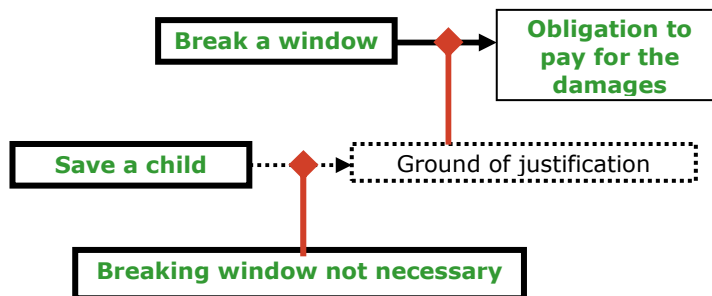 Break a window
Obligation to
pay for the
damages
Save a child
Ground of justification
Breaking window not necessary